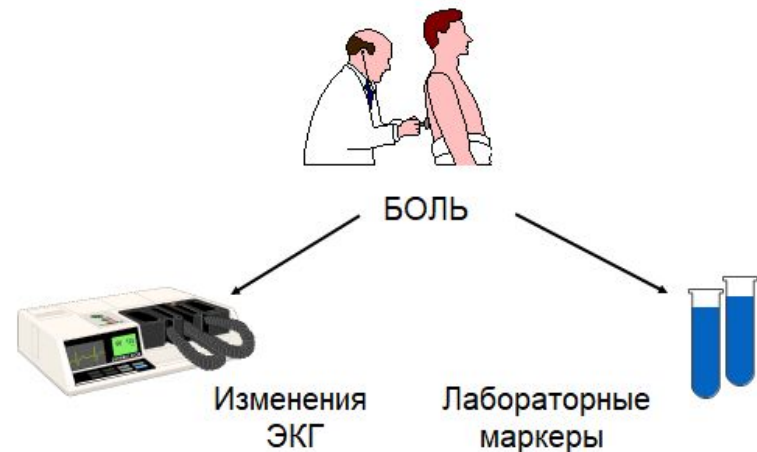 БОЛЬ
Изменения
ЭКГ
Лабораторные
маркеры